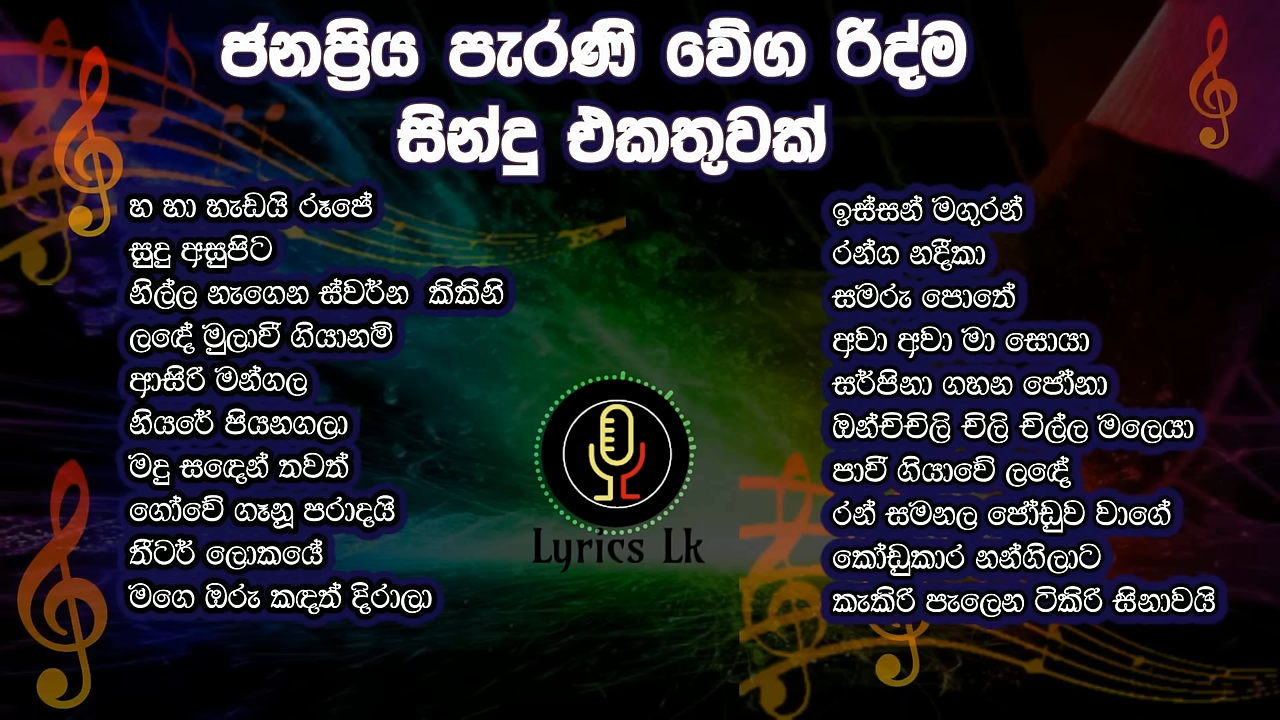 ජනප්‍රිය පැරණි වේග රිද්ම
සින්දු එකතූවක්
හ හා හැඩයි රූපේ
සුදු අසුපිට
නිල්ල නැගෙන ස්වර්න කිකිනි
ලඳේ මුලාවී ගියානම්
ආසිරි මන්ගල
නියරේ පියනගලා
මදු සඳෙන් තවත්
ගෝවේ ගෑනූ පරාදයි
තීටර් ලොකයේ
මගෙ ඔරු කඳත් දිරාලා
ඉස්සන් මගුරන්
රන්ග නදීකා
සමරු පොතේ
අවා අවා මා සොයා
සර්පිනා ගහන ජෝනා
ඔන්චිචිලි චිලි චිල්ල මලෙයා
පාවී ගියාවේ ලඳේ
රන් සමනල ජෝඩුව වාගේ
කෝඩුකාර නන්ගිලාට
කැකිරි පැලෙන ටිකිරි සිනාවයි
Lyrics Lk